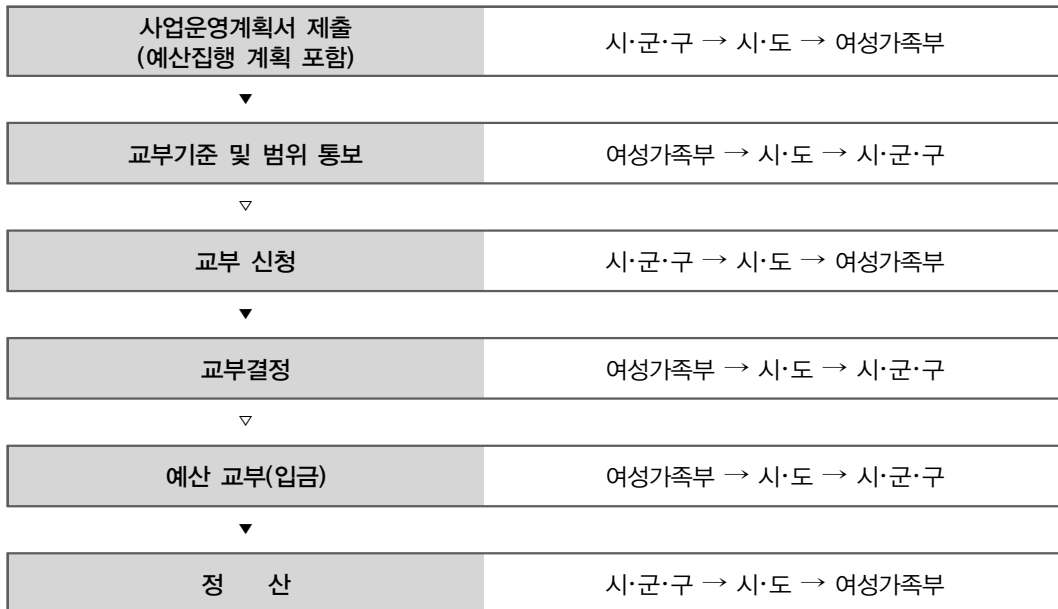 사업운영계획서 제출
(예산집행 계획 포함)
시·군·구 → 시·도 → 여성가족부
▼
교부기준 및 범위 통보
여성가족부 → 시·도 → 시·군·구
▽
교부 신청
시·군·구 → 시·도 → 여성가족부
▼
교부결정
여성가족부 → 시·도 → 시·군·구
▽
예산 교부(입금)
여성가족부 → 시·도 → 시·군·구
▼
정 산
시·군·구 → 시·도 → 여성가족부